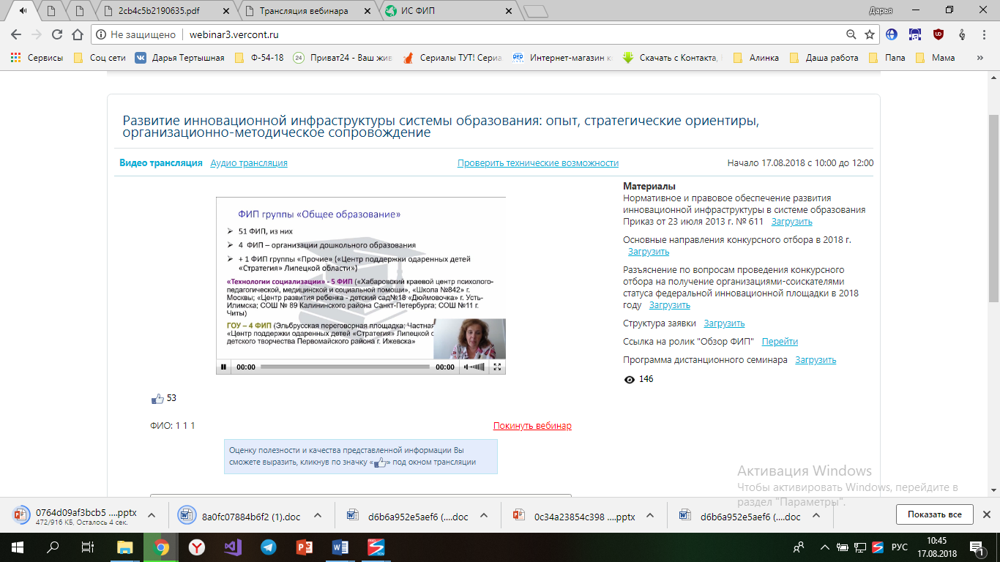 2cb4c5b2190635.pdf
Трансляция вебинара
ИС ФИП
Дарья
Не защищено
webinar3.vercont.ru
Сервисы
Соц сети
Дарья Тертышная
Ф-54-18
24
Приват24 - Ваш жив
Сериалы ТУТ! Сериа
Интернет-магазин к
Скачать с Контакта,
Алинка
Даша работа
Папа
Мама
»
Развитие инновационной инфраструктуры системы образования: опыт, стратегические ориентиры,
организационно-методическое сопровождение
Видео трансляция Аудио трансляция Проверить технические возможности Начало 17.08.2018 с 10:00 до 12:00
ФИП группы «Общее образование»
51 ФИП, из них
4 ФИП – организации дошкольного образования
+ 1 ФИП группы «Прочие» («Центр поддержки одаренных детей
«Стратегия» Липецкой области»)
«Технологии социализации» - 5 ФИП («Хабаровский краевой центр психолого-
педагогической, медицинской и социальной помощи», «Школа №842» г.
Москвы; «Центр развития ребенка - детский сад№18 «Дюймовочка» г. Усть-
Илимска; СОШ № 89 Калининского района Санкт-Петербурга; СОШ №11 г.
Читы)
ГОУ – 4 ФИП (Эльбрусская переговорная площадка; Частная
«Центр поддержки одаренных детей «Стратегия» Липецкой о
детского творчества Первомайского района г. Ижевска»
00:00
00:00
53
ФИО: 1 1 1
Покинуть вебинар
Оценку полезности и качества представленной информации Вы
сможете выразить, кликнув по значку « » под окном трансляции
Материалы
Нормативное и правовое обеспечение развития
инновационной инфраструктуры в системе образования
Приказ от 23 июля 2013 г. № 611 Загрузить
Основные направления конкурсного отбора в 2018 г.
Загрузить
Разъяснение по вопросам проведения конкурсного
отбора на получение организациями-соискателями
статуса федеральной инновационной площадки в 2018
году Загрузить
Структура заявки Загрузить
Ссылка на ролик "Обзор ФИП" Перейти
Программа дистанционного семинара Загрузить
146
Активация Windows
Чтобы активировать Windows, перейдите в
раздел "Параметры".
0764d09af3bcb5 ....pptx
472/916 КБ, Осталось 4 сек.
8a0fc07884b6f2 (1).doc
d6b6a952e5aef6 (....doc
0c34a23854c398 ....pptx
d6b6a952e5aef6 (....doc
Показать все
РУС
10:45
17.08.2018
1